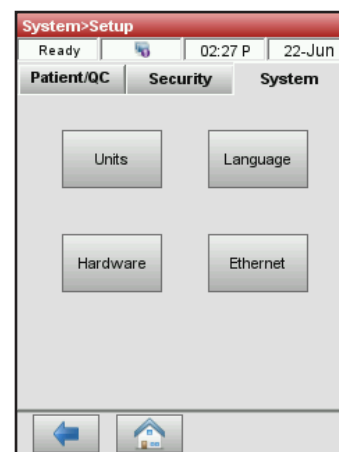 System>Setup
Ready 02:27 P 22-Jun
Patient/QC Security System
Units Language
Hardware Ethernet